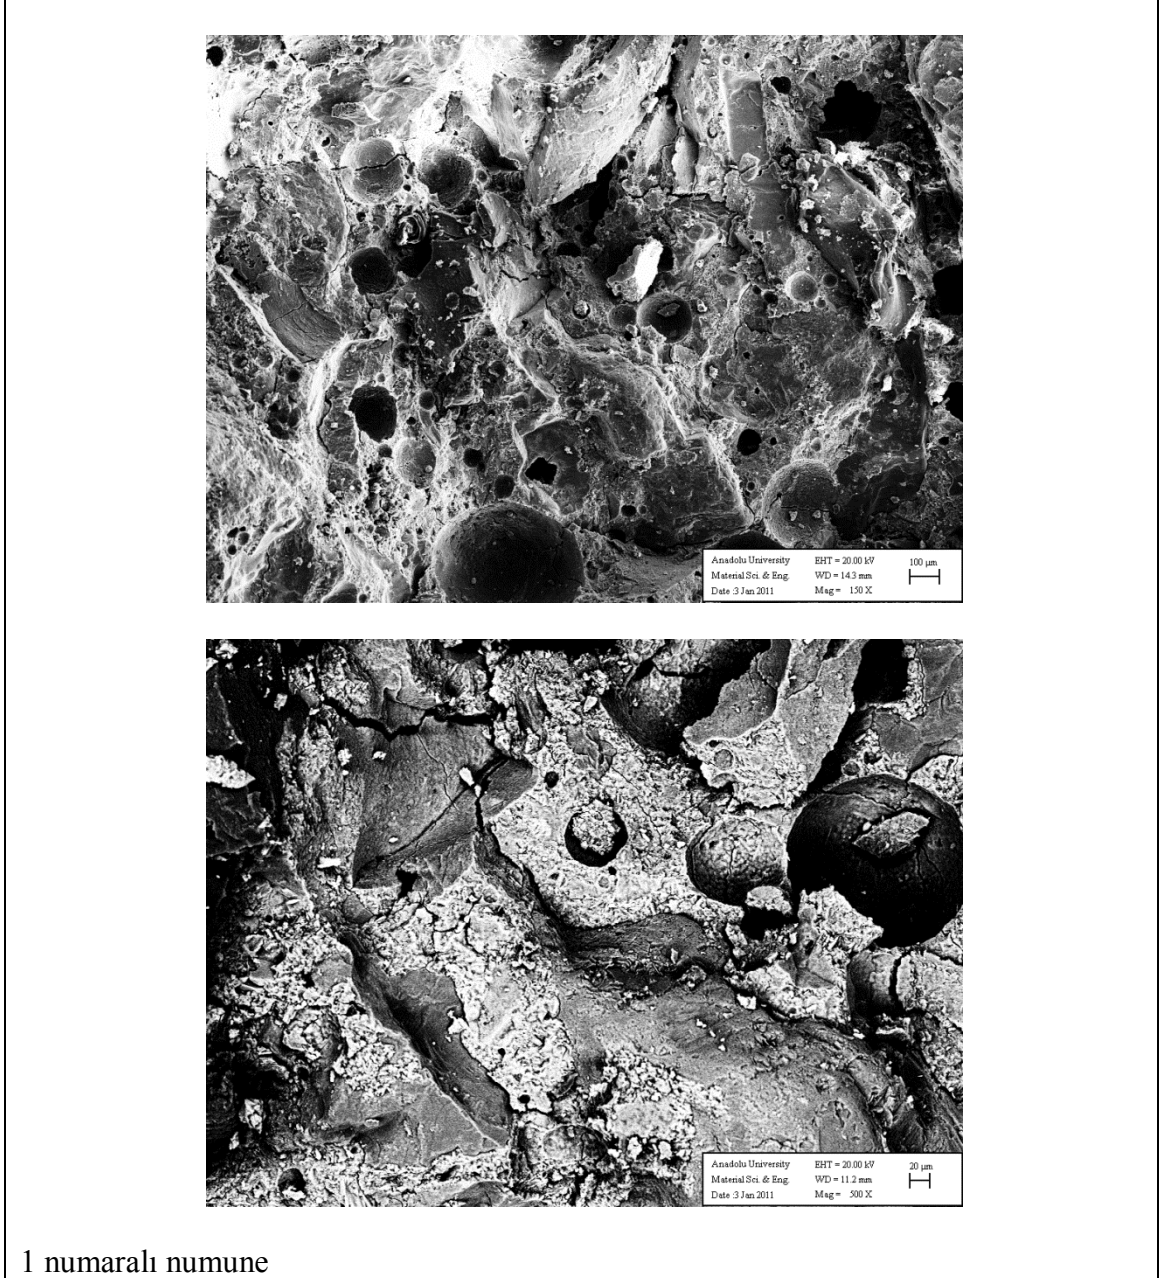 Anadolu University EHT = 20.00 kV 100 µm
Material Sci. & Eng. WD = 14.3 mm
Date :3 Jan 2011 Mag = 150 X
Anadolu University EHT = 20.00 kV 20 µm
Material Sci. & Eng. WD = 11.2 mm
Date :3 Jan 2011 Mag = 500 X
1 numaralı numune